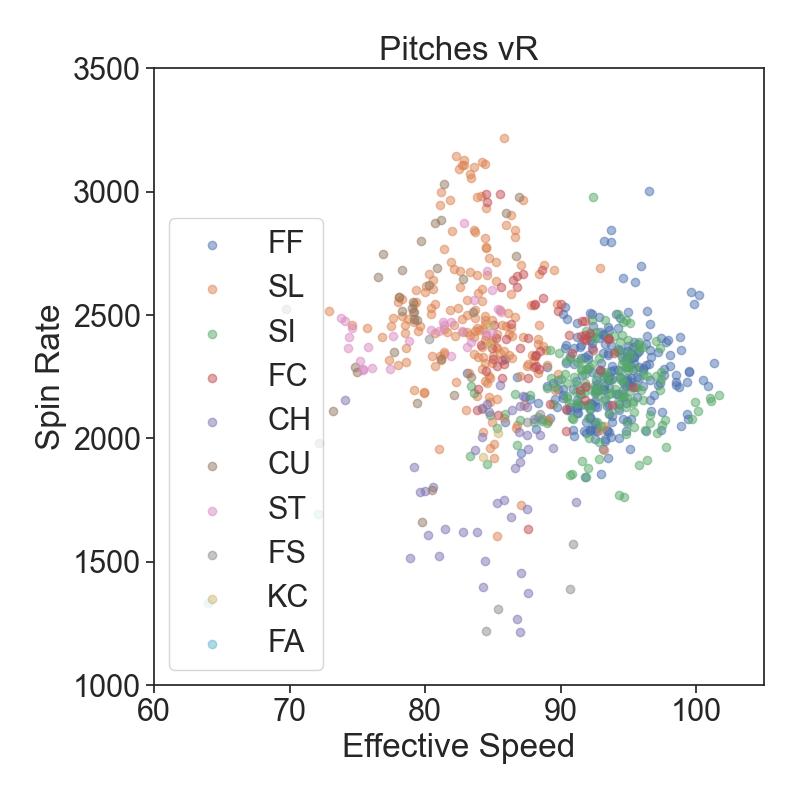 Pitches vR
3500
3000
2500
2000
1500
1000
Spin Rate
FF
SL
SI
FC
CH
CU
ST
FS
KC
FA
60
70
80
90
100
Effective Speed